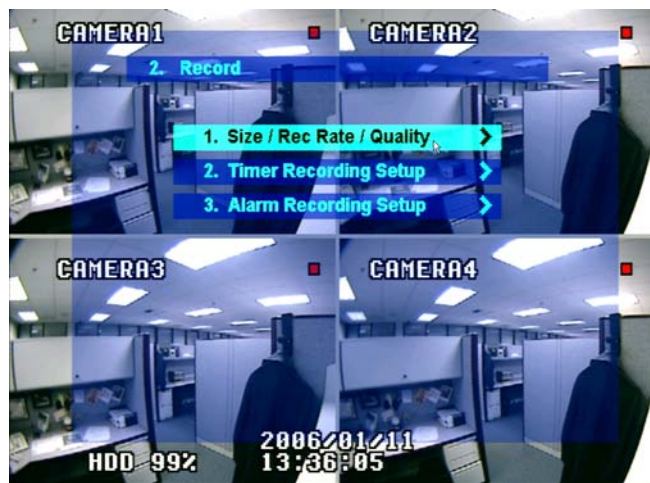 CAMERA1
CAMERA2
2. Record
1. Size / Rec Rate / Quality
2. Timer Recording Setup
3. Alarm Recording Setup
CAMERA3
CAMERA4
2006/01/11
HDD 99% 13:36:05